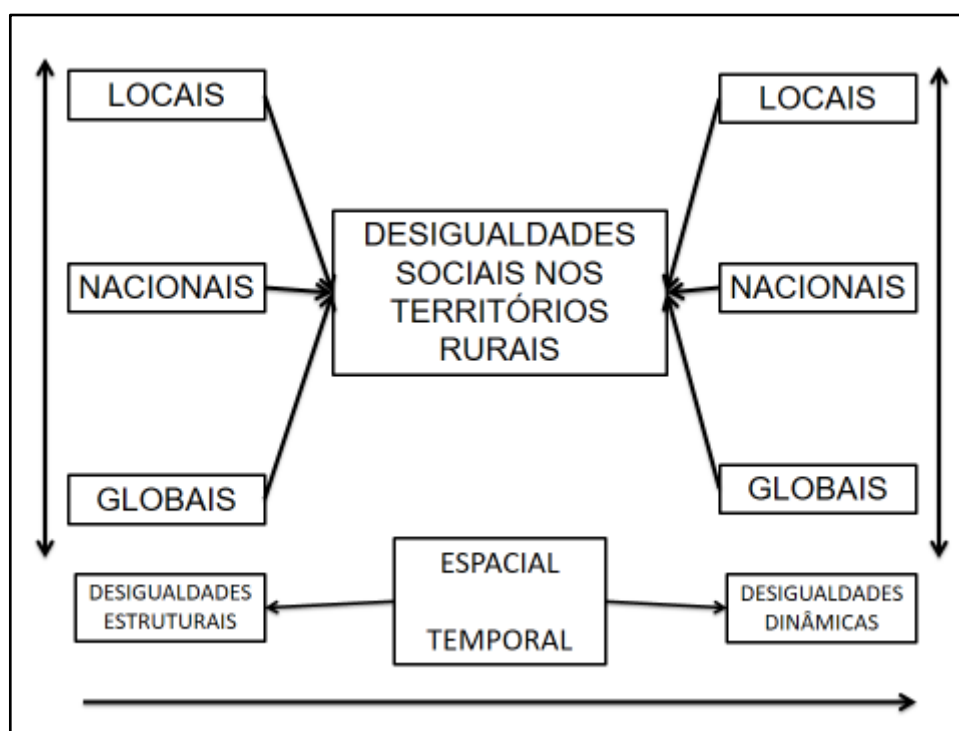 LOCAIS
LOCAIS
DESIGUALDADES
SOCIAIS NOS
TERRITÓRIOS
RURAIS
NACIONAIS
NACIONAIS
GLOBAIS
GLOBAIS
ESPACIAL
TEMPORAL
DESIGUALDADES
ESTRUTURAIS
DESIGUALDADES
DINÂMICAS